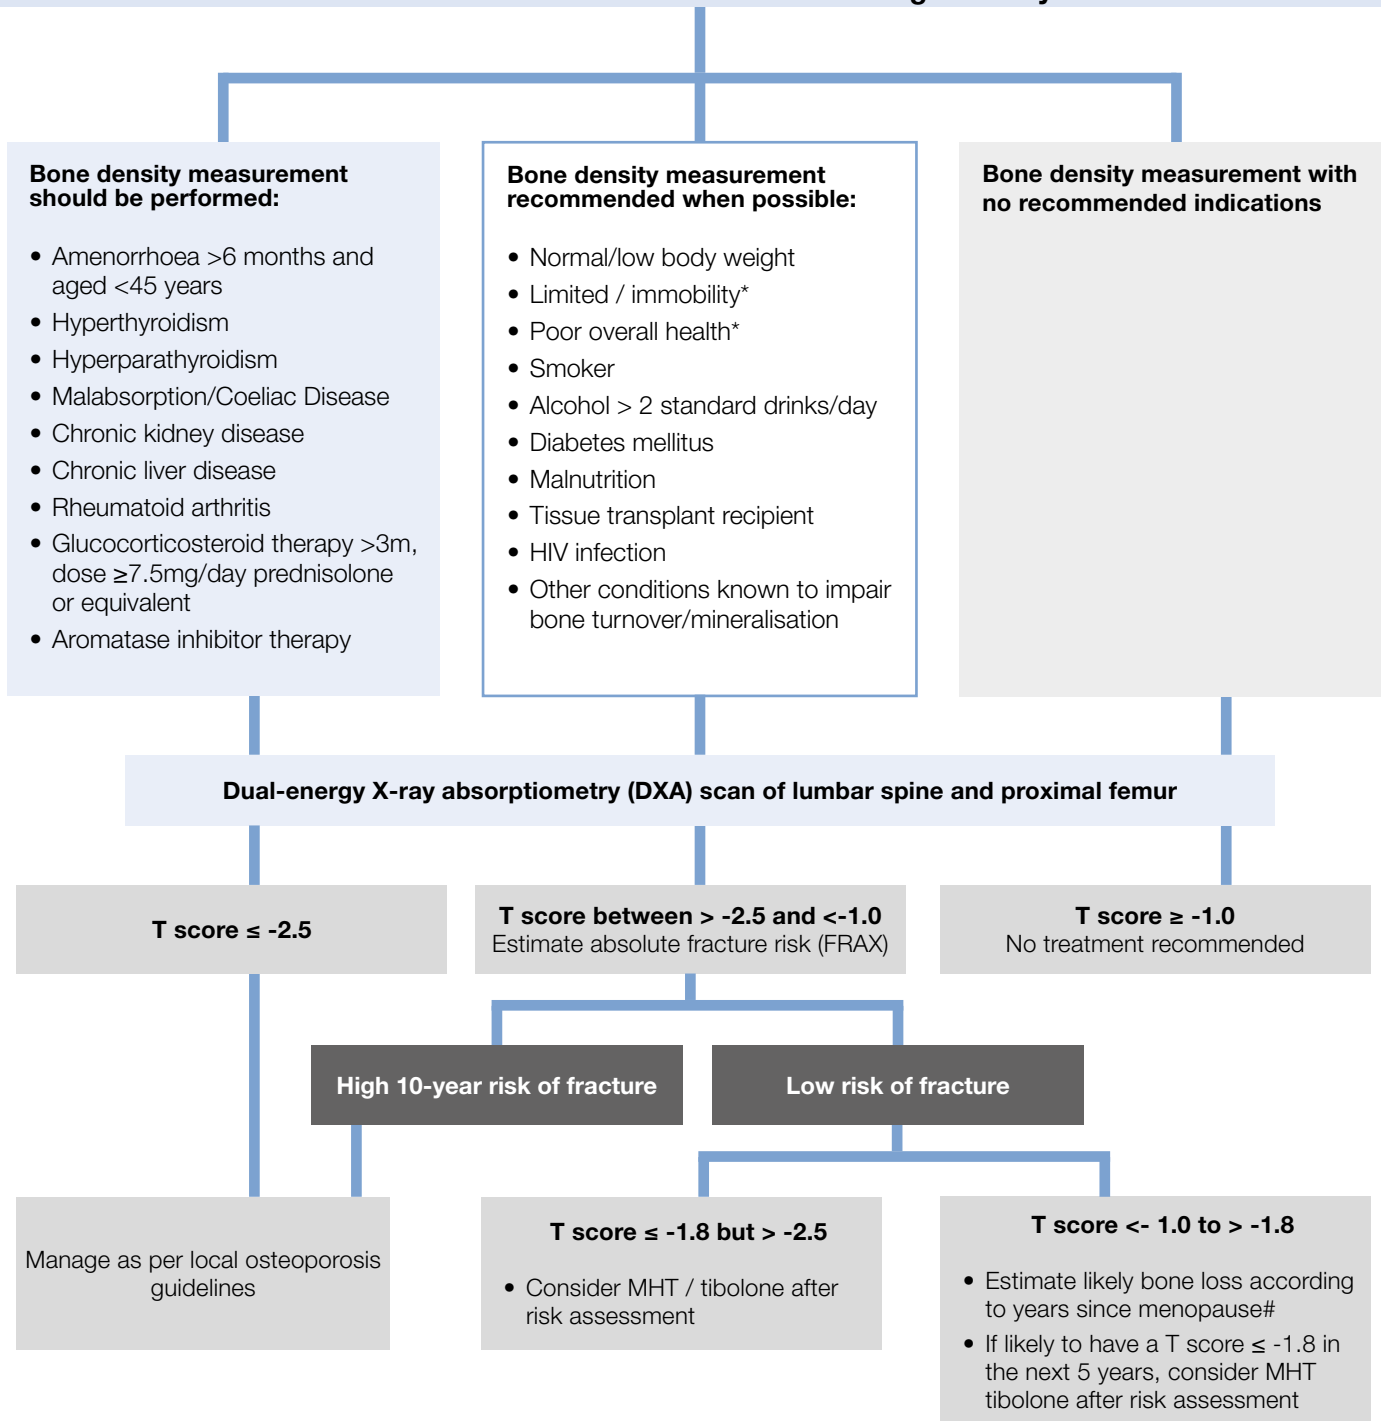 Bone density measurement
should be performed:
• Amenorrhoea >6 months and
aged <45 years
• Hyperthyroidism
• Hyperparathyroidism
• Malabsorption/Coeliac Disease
• Chronic kidney disease
• Chronic liver disease
• Rheumatoid arthritis
• Glucocorticosteroid therapy >3m,
dose ≥7.5mg/day prednisolone
or equivalent
• Aromatase inhibitor therapy
Bone density measurement
recommended when possible:
• Normal/low body weight
• Limited / immobility*
• Poor overall health*
• Smoker
• Alcohol > 2 standard drinks/day
• Diabetes mellitus
• Malnutrition
• Tissue transplant recipient
• HIV infection
• Other conditions known to impair
bone turnover/mineralisation
Bone density measurement with
no recommended indications
Dual-energy X-ray absorptiometry (DXA) scan of lumbar spine and proximal femur
T score ≤ -2.5
T score between > -2.5 and <-1.0
Estimate absolute fracture risk (FRAX)
T score ≥ -1.0
No treatment recommended
High 10-year risk of fracture
Low risk of fracture
Manage as per local osteoporosis
guidelines
T score ≤ -1.8 but > -2.5
• Consider MHT / tibolone after
risk assessment
T score <- 1.0 to > -1.8
• Estimate likely bone loss according
to years since menopause#
• If likely to have a T score ≤ -1.8 in
the next 5 years, consider MHT
tibolone after risk assessment